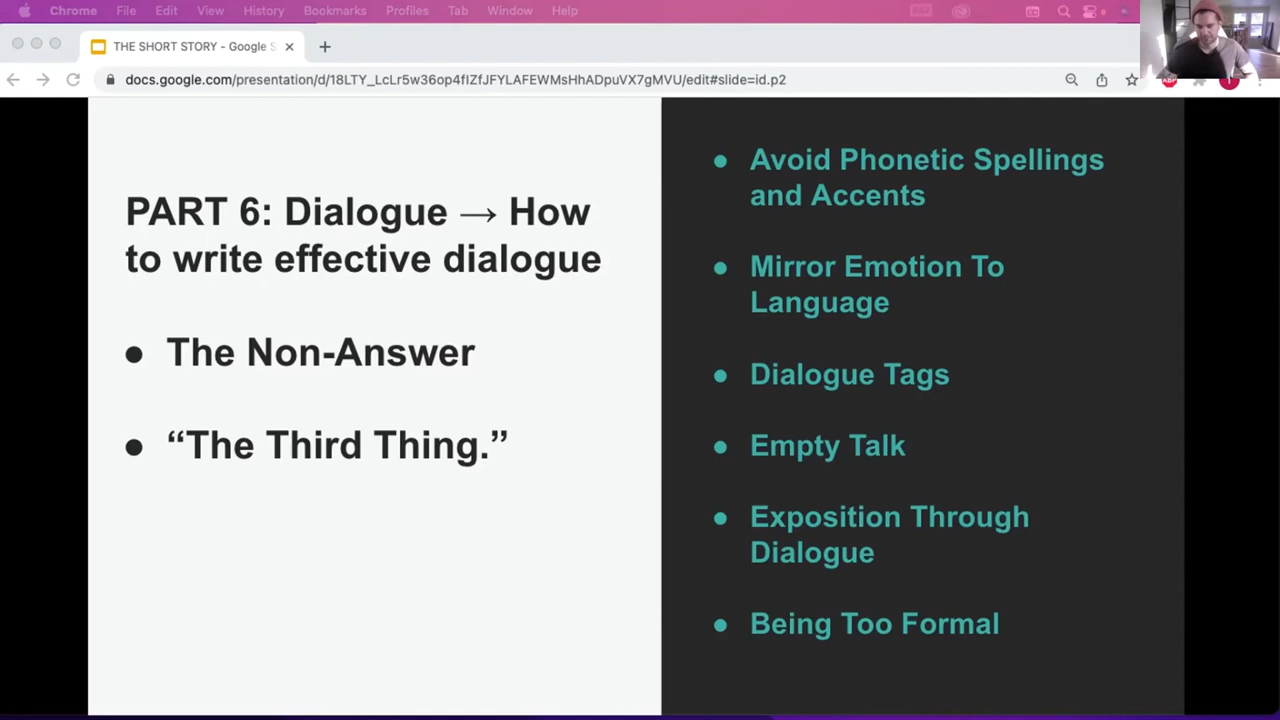 Chrome File Edit View History Bookmarks Profiles Tab Window Help
THE SHORT STORY - Google S
docs.google.com/presentation/d/18LTY_LcLr5w36op4fIZfJFYLAFEWMsHhADpuVX7gMVU/edit#slide=id.p2
PART 6: Dialogue → How
to write effective dialogue
● The Non-Answer
● “The Third Thing.”
● Avoid Phonetic Spellings
and Accents
● Mirror Emotion To
Language
● Dialogue Tags
● Empty Talk
● Exposition Through
Dialogue
● Being Too Formal